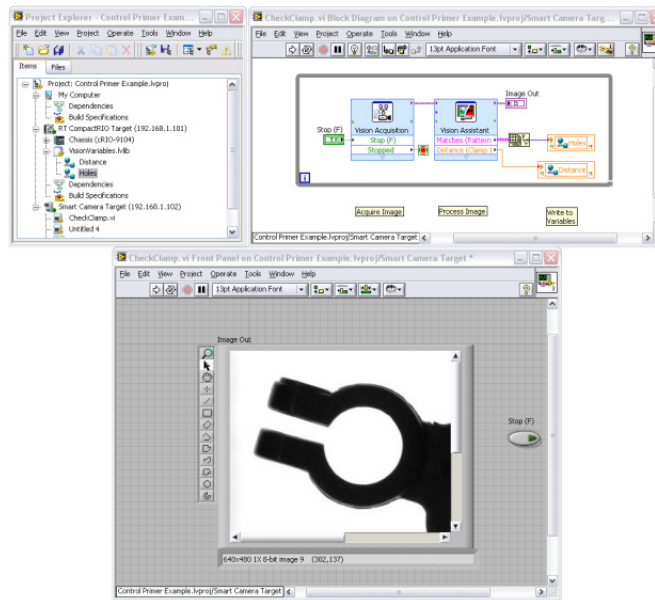 Project Explorer - Control Primer Exam...
File Edit View Project Operate Tools Window Help
Items Files
Project: Control Primer Example.lvproj
My Computer
Dependencies
Build Specifications
RT CompactRIO Target (192.168.1.101)
Chassis (cRIO-9104)
VisionVariables.lvlib
Distance
Holes
Dependencies
Build Specifications
Smart Camera Target (192.168.1.102)
CheckClamp.vi
Untitled 4
CheckClamp.vi Block Diagram on Control Primer Example.lvproj/Smart Camera Targe...
File Edit View Project Operate Tools Window Help
13pt Application Font
Image Out
Stop (F)
Vision Acquisition
Stop (F)
Stopped
Vision Assistant
Matches (Pattern
Distance (Clamp
Holes
Distance
i
Acquire Image
Process Image
Write to
Variables
Control Primer Example.lvproj/Smart Camera Target
CheckClamp.vi Front Panel on Control Primer Example.lvproj/Smart Camera Target *
File Edit View Project Operate Tools Window Help
13pt Application Font
Image Out
Stop (F)
640x480 1X 8-bit image 9 (302,137)
Control Primer Example.lvproj/Smart Camera Target